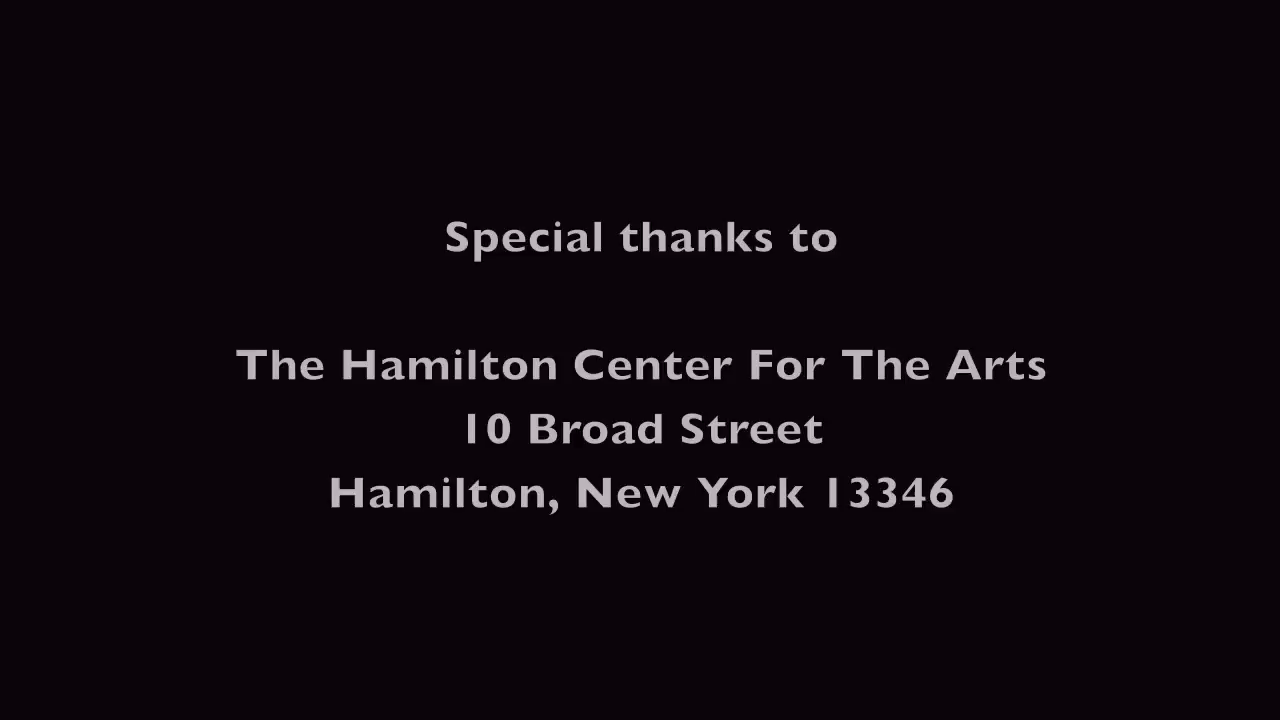 Special thanks to
The Hamilton Center For The Arts
10 Broad Street
Hamilton, New York 13346